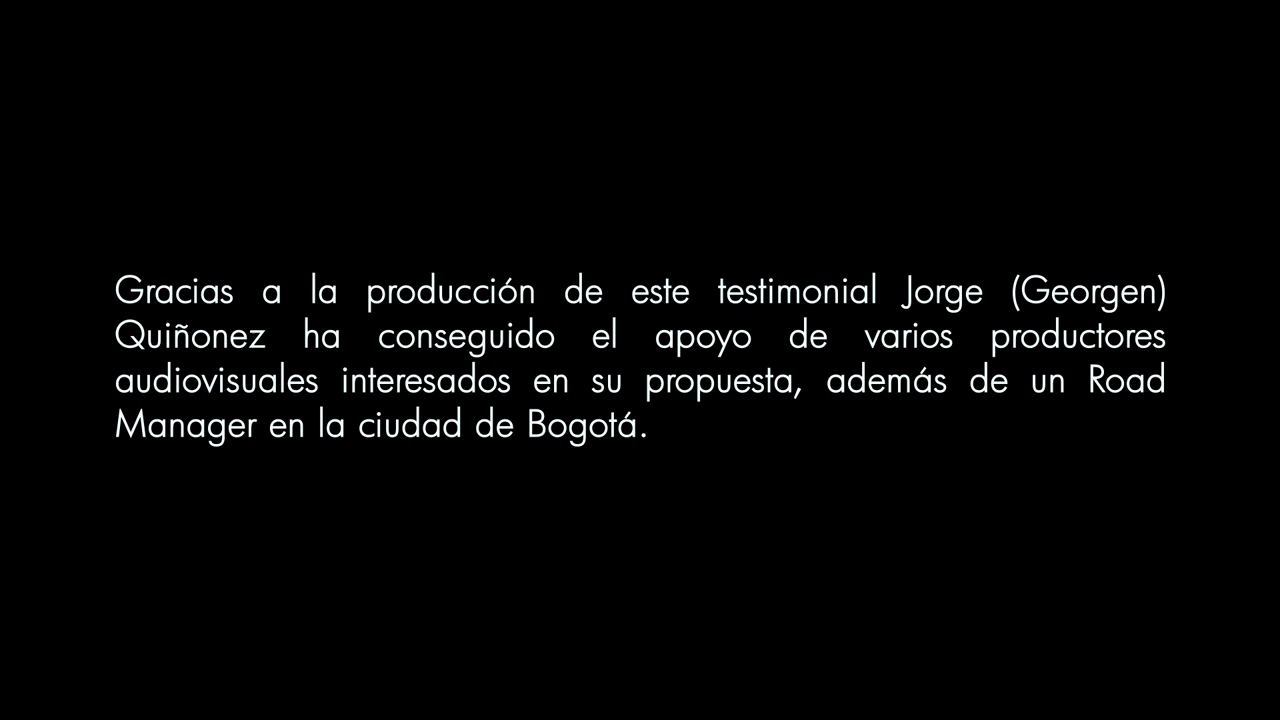 Gracias a la producción de este testimonial Jorge (Georgen)
Quiñonez ha conseguido el apoyo de varios productores
audiovisuales interesados en su propuesta, además de un Road
Manager en la ciudad de Bogotá.